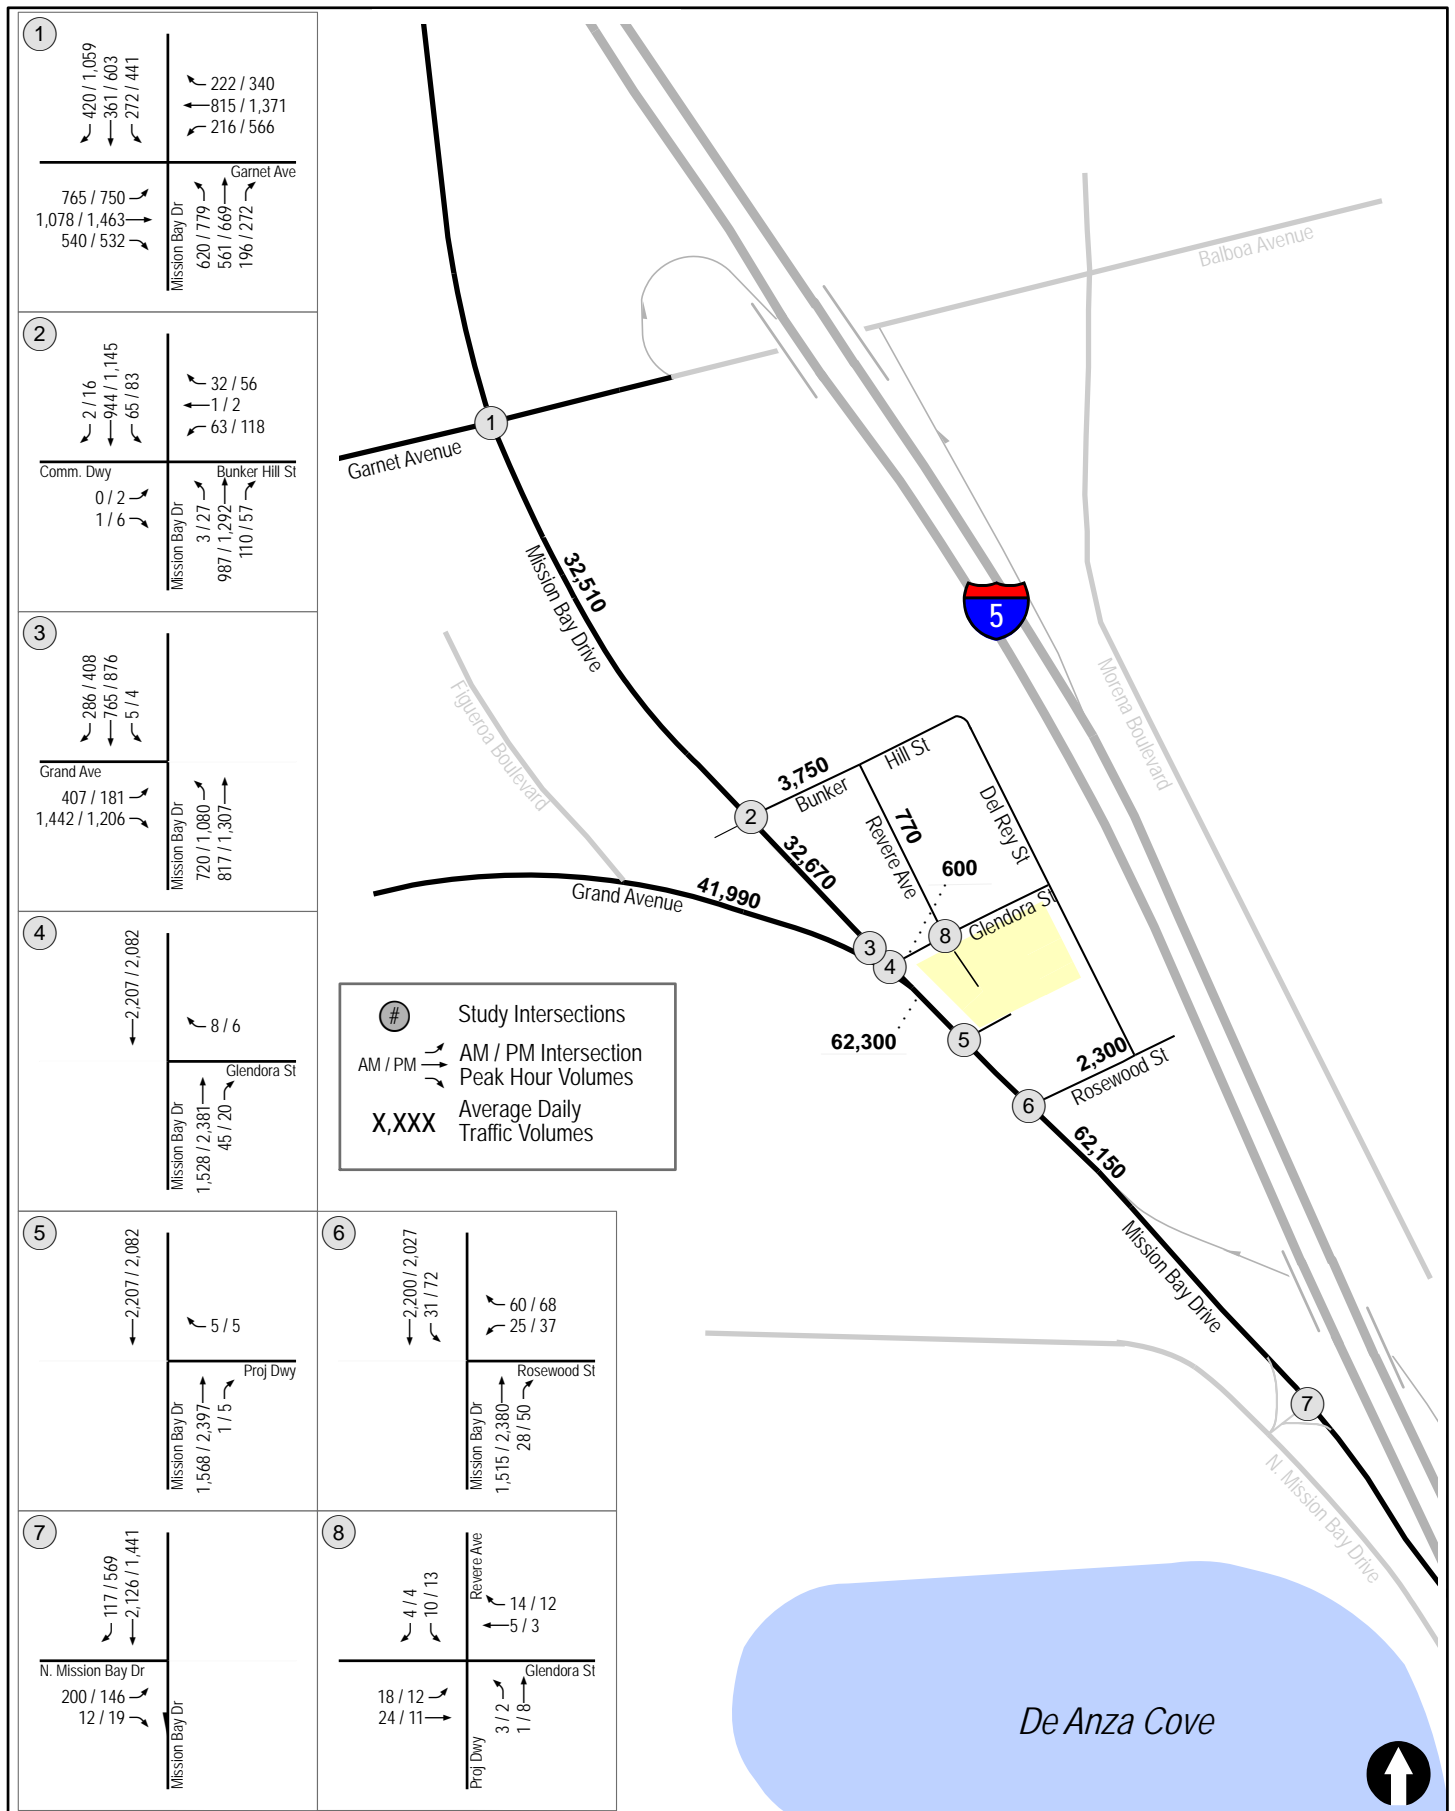 1
420 / 1,059
361 / 603
272 / 441
222 / 340
815 / 1,371
216 / 566
Garnet Ave
765 / 750
1,078 / 1,463
540 / 532
Mission Bay Dr
620 / 779
561 / 669
196 / 272
2
2 / 16
944 / 1,145
65 / 83
32 / 56
1 / 2
63 / 118
Comm. Dwy
Bunker Hill St
0 / 2
1 / 6
Mission Bay Dr
3 / 27
987 / 1,292
110 / 57
3
286 / 408
765 / 876
5 / 4
Grand Ave
407 / 181
1,442 / 1,206
Mission Bay Dr
720 / 1,080
817 / 1,307
4
2,207 / 2,082
8 / 6
Glendora St
Mission Bay Dr
1,528 / 2,381
45 / 20
5
2,207 / 2,082
5 / 5
Proj Dwy
Mission Bay Dr
1,568 / 2,397
1 / 5
6
2,200 / 2,027
31 / 72
60 / 68
25 / 37
Rosewood St
Mission Bay Dr
1,515 / 2,380
28 / 50
7
117 / 569
2,126 / 1,441
N. Mission Bay Dr
200 / 146
12 / 19
Mission Bay Dr
8
4 / 4
10 / 13
Revere Ave
14 / 12
5 / 3
Glendora St
18 / 12
24 / 11
Proj Dwy
3 / 2
1 / 8
Balboa Avenue
1
Garnet Avenue
32,510
Mission Bay Drive
5
Morena Boulevard
Figueroa Boulevard
3,750
Bunker
Hill St
2
770
Revere Ave
Del Rey St
32,670
600
41,990
Grand Avenue
3
4
8
Glendora St
62,300
5
2,300
Rosewood St
6
62,150
Mission Bay Drive
7
N. Mission Bay Drive
#
Study Intersections
AM / PM
AM / PM Intersection
Peak Hour Volumes
X,XXX
Average Daily
Traffic Volumes
De Anza Cove